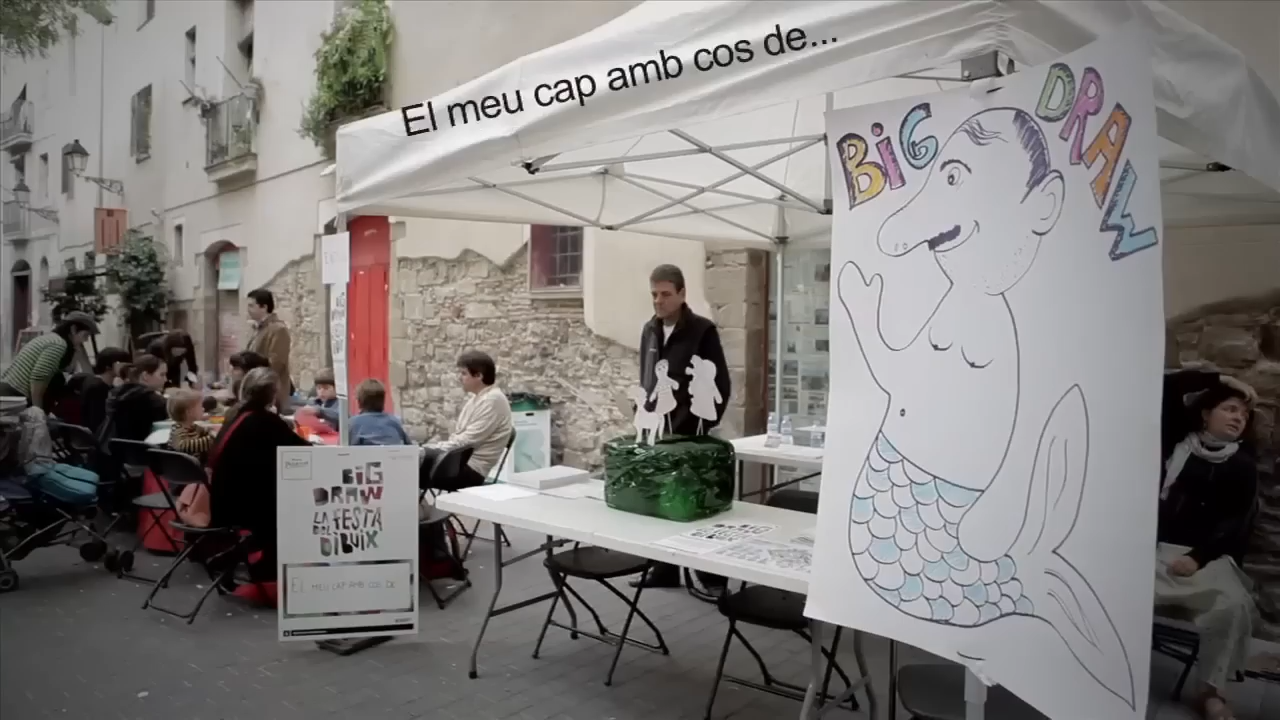 El meu cap amb cos de...
BiG DRAW
BiG
DRAW
LA FESTA
DEL
DIBUIX
El MEU CAP AMB COS DE